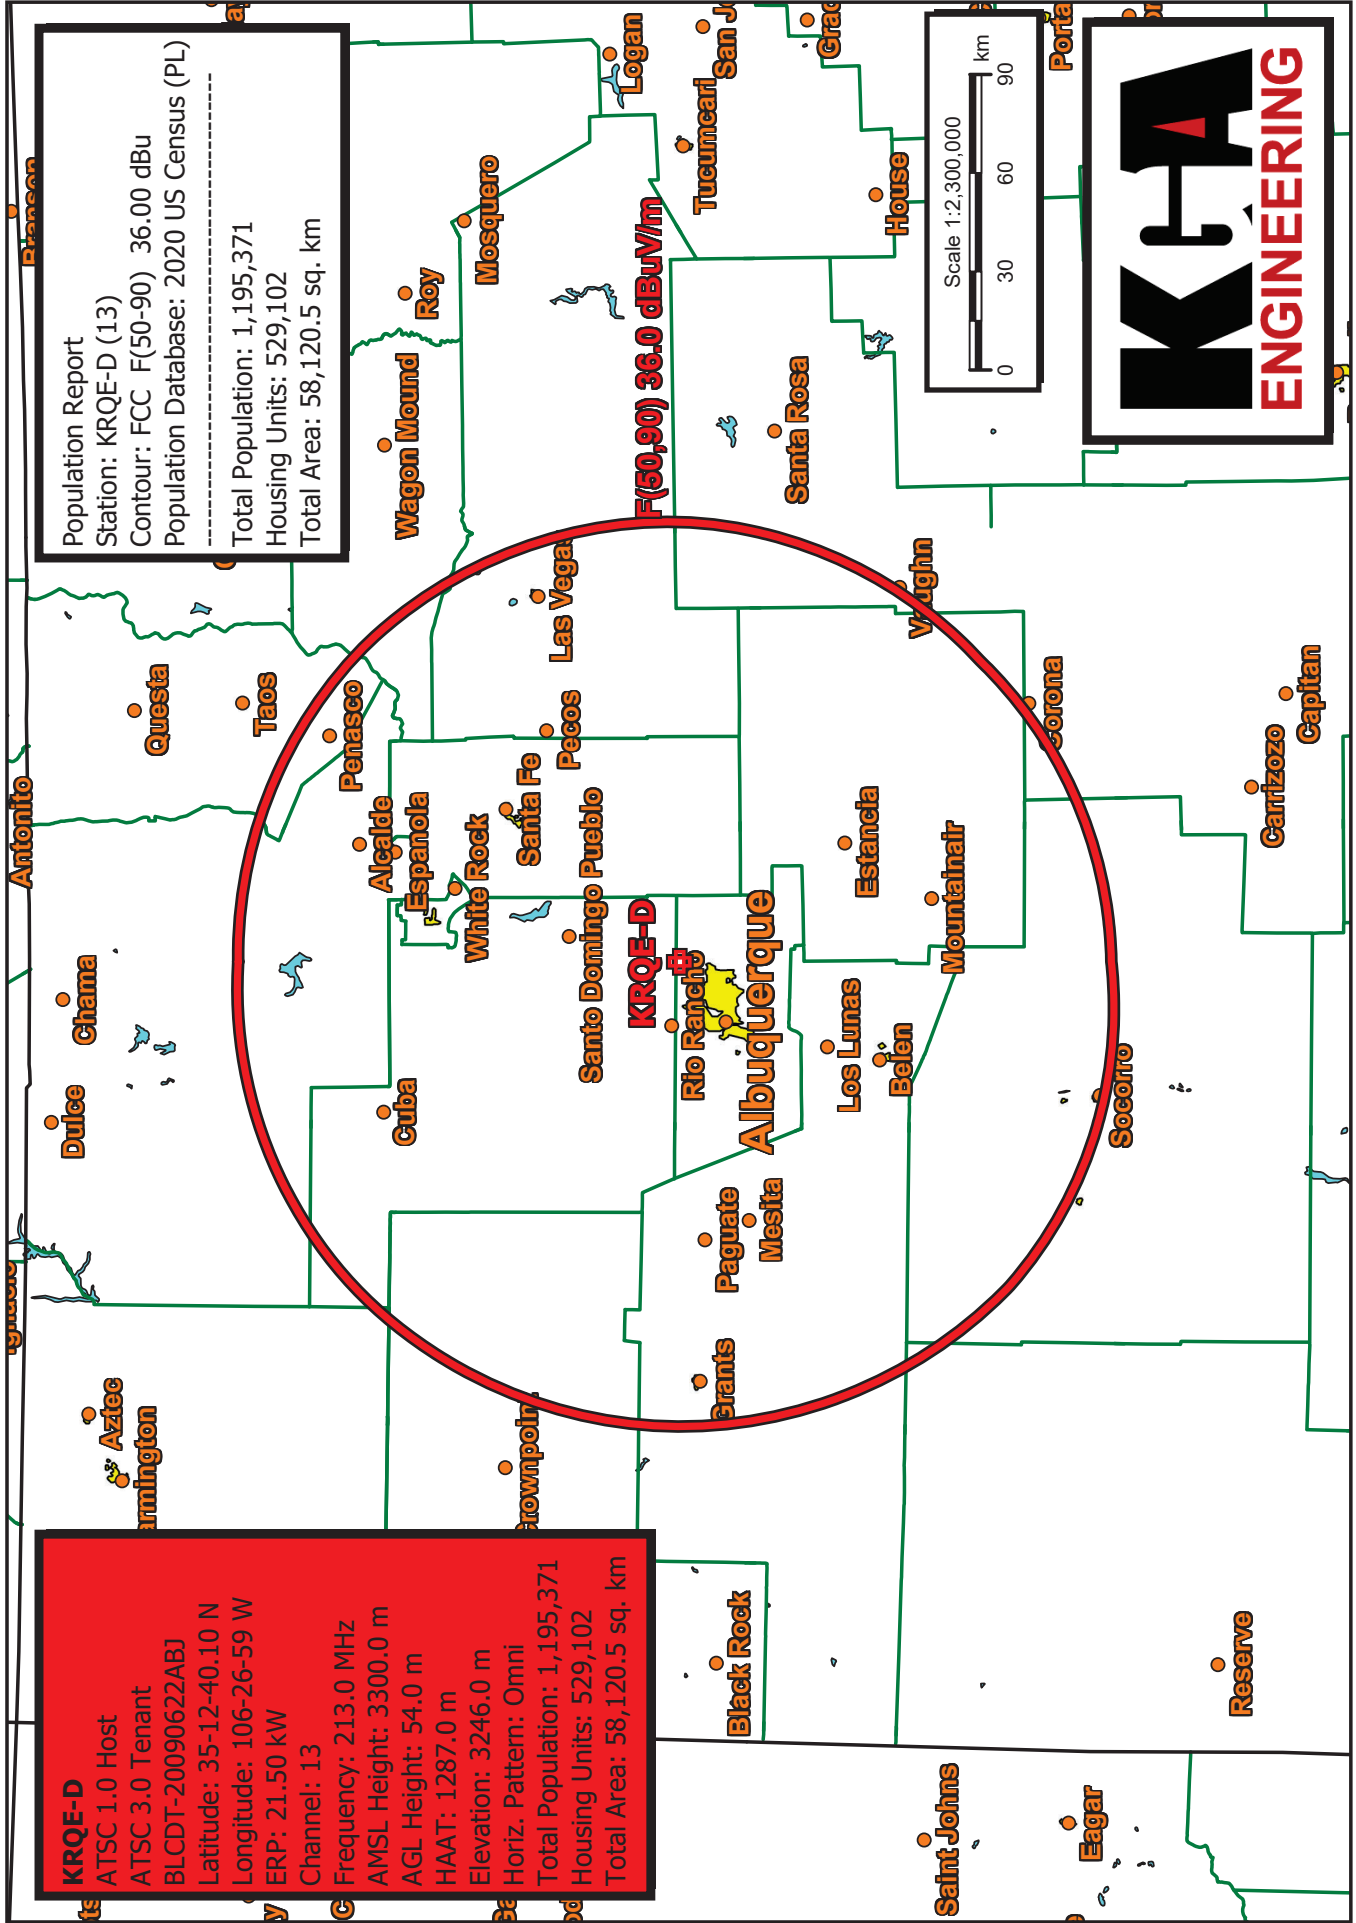 KRQE-D
ATSC 1.0 Host
ATSC 3.0 Tenant
BLCDT-20090622ABJ
Latitude: 35-12-40.10 N
Longitude: 106-26-59 W
ERP: 21.50 kW
Channel: 13
Frequency: 213.0 MHz
AMSL Height: 3300.0 m
AGL Height: 54.0 m
HAAT: 1287.0 m
Elevation: 3246.0 m
Horiz. Pattern: Omni
Total Population: 1,195,371
Housing Units: 529,102
Total Area: 58,120.5 sq. km
Population Report
Station: KRQE-D (13)
Contour: FCC F(50-90) 36.00 dBu
Population Database: 2020 US Census (PL)
--------------------------------------------
Total Population: 1,195,371
Housing Units: 529,102
Total Area: 58,120.5 sq. km
Antonito
Branson
Dulce
Chama
Questa
Aztec
armington
Taos
Penasco
Alcalde
Espanola
Cuba
Wagon Mound
Roy
White Rock
Mosquero
Santa Fe
Pecos
Las Vega
rownpoin
Santo Domingo Pueblo
Logan
KRQE-D
F(50,90) 36.0 dBuV/m
Rio Rancho
Tucumcari
San J
Grants
Paguate
Black Rock
Albuquerque
Mesita
Santa Rosa
Grad
Los Lunas
Estancia
House
Belen
Vaughn
Saint Johns
Mountainair
Corona
Porta
Eagar
Socorro
Reserve
Carrizozo
Capitan
Scale 1:2,300,000
0 30 60 90 km
KGA
ENGINEERING